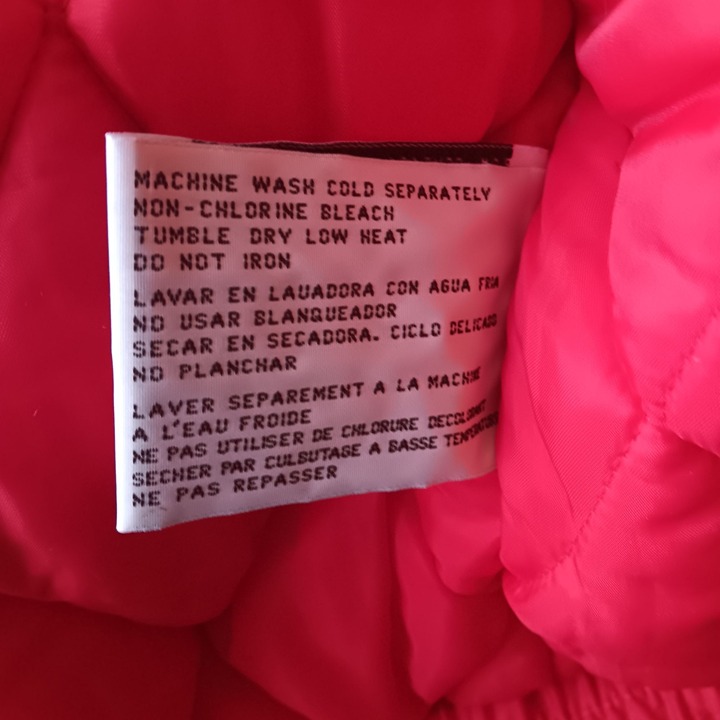 MACHINE WASH COLD SEPARATELY
NON-CHLORINE BLEACH
TUMBLE DRY LOW HEAT
DO NOT IRON
LAVAR EN LAUADORA CON AGUA FRIA
NO USAR BLANQUEADOR
SECAR EN SECADORA. CICLO DELICADO
NO PLANCHAR
LAVER SEPAREMENT A LA MACHINE
A L'EAU FROIDE
NE PAS UTILISER DE CHLORURE
SECHER PAR CULBUTAGE A BASSE
NE PAS REPASSER